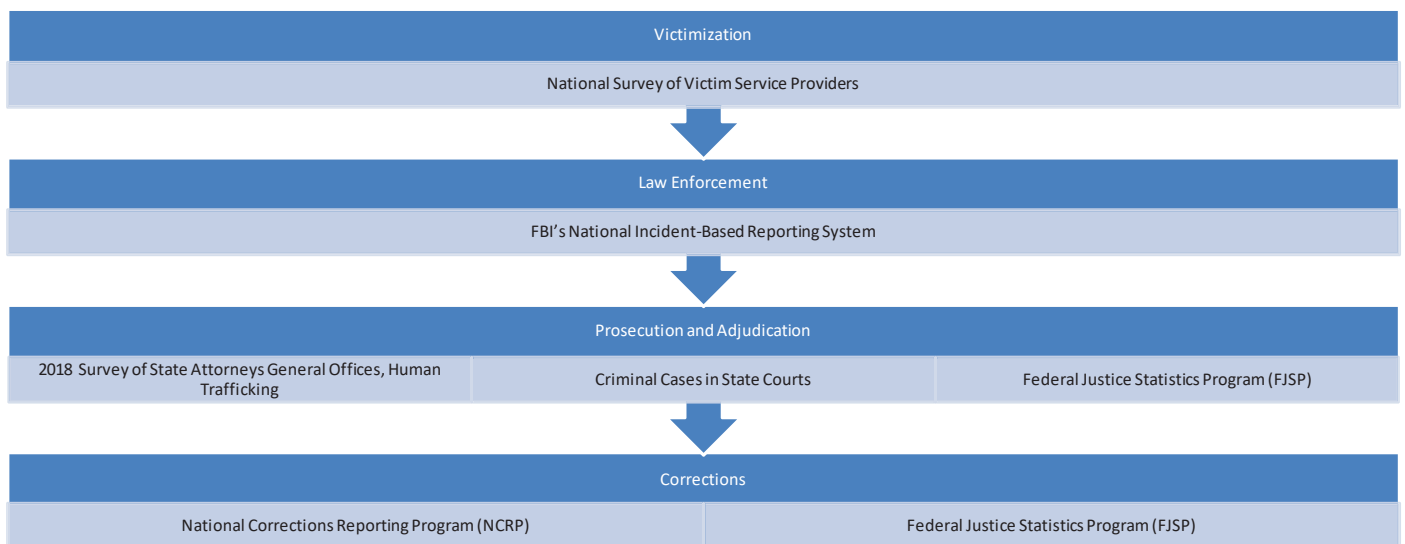 Victimization
National Survey of Victim Service Providers
Law Enforcement
FBI’s National Incident-Based Reporting System
Prosecution and Adjudication
2018 Survey of State Attorneys General Offices, Human
Trafficking
Criminal Cases in State Courts
Federal Justice Statistics Program (FJSP)
Corrections
National Corrections Reporting Program (NCRP)
Federal Justice Statistics Program (FJSP)